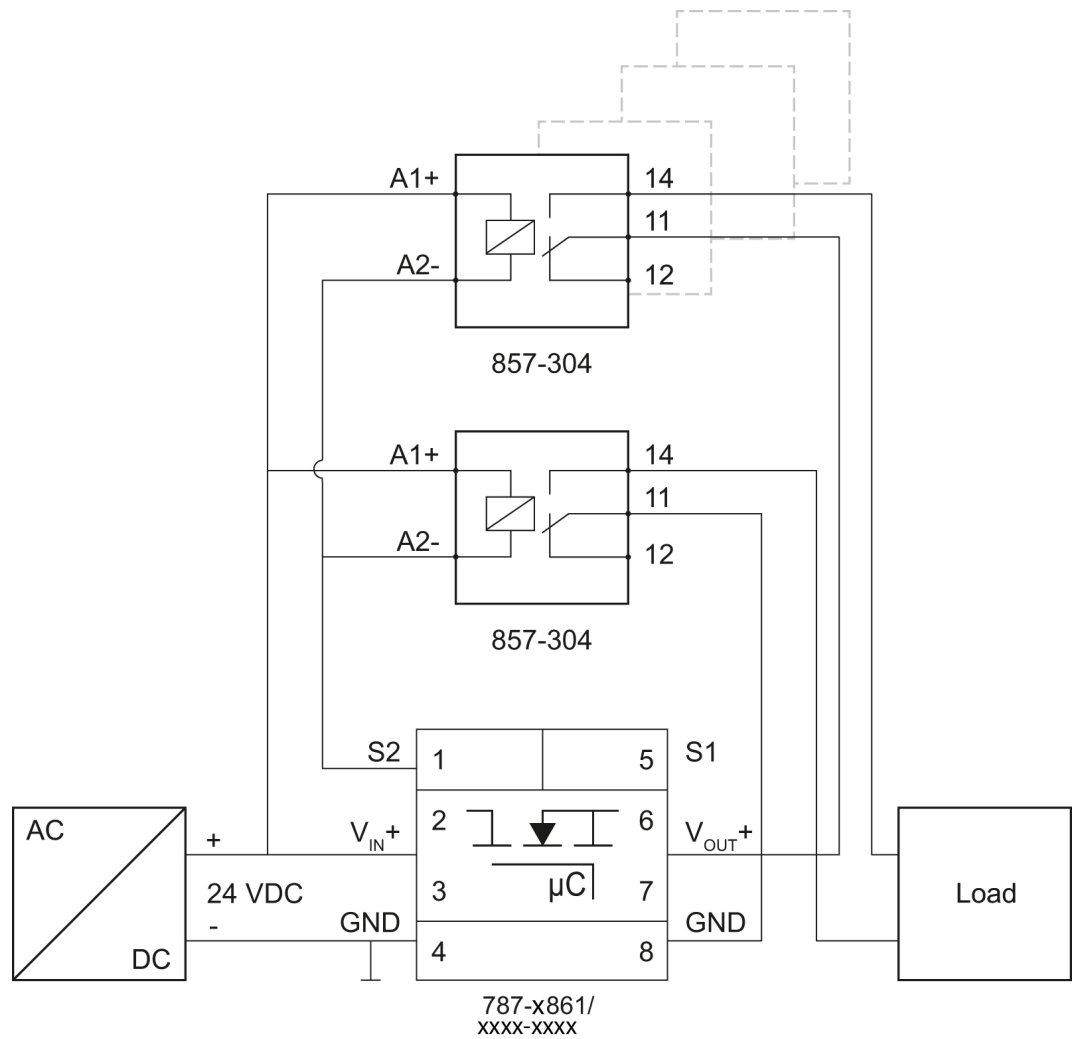 A1+
14
11
A2-
12
857-304
A1+
14
11
A2-
12
857-304
S2
1
5
S1
AC
+
VIN+
2
6
VOUT+
24 VDC
3
µC
7
Load
-
GND
4
8
GND
DC
787-x861/
xxxx-xxxx